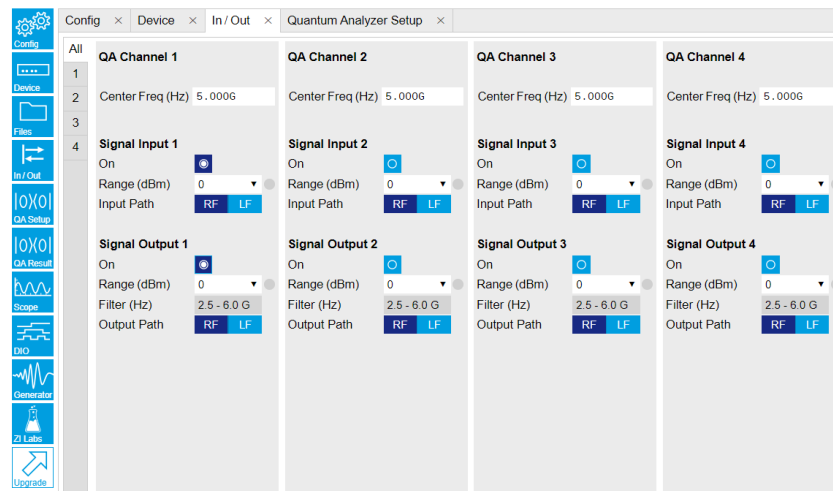 Config × Device × In / Out × Quantum Analyzer Setup ×
Config
Device
Files
In / Out
QA Setup
QA Result
Scope
DIO
Generator
ZI Labs
Upgrade
All
1
2
3
4
QA Channel 1
Center Freq (Hz) 5.000G
Signal Input 1
On
Range (dBm) 0
Input Path RF LF
Signal Output 1
On
Range (dBm) 0
Filter (Hz) 2.5 - 6.0 G
Output Path RF LF
QA Channel 2
Center Freq (Hz) 5.000G
Signal Input 2
On
Range (dBm) 0
Input Path RF LF
Signal Output 2
On
Range (dBm) 0
Filter (Hz) 2.5 - 6.0 G
Output Path RF LF
QA Channel 3
Center Freq (Hz) 5.000G
Signal Input 3
On
Range (dBm) 0
Input Path RF LF
Signal Output 3
On
Range (dBm) 0
Filter (Hz) 2.5 - 6.0 G
Output Path RF LF
QA Channel 4
Center Freq (Hz) 5.000G
Signal Input 4
On
Range (dBm) 0
Input Path RF LF
Signal Output 4
On
Range (dBm) 0
Filter (Hz) 2.5 - 6.0 G
Output Path RF LF